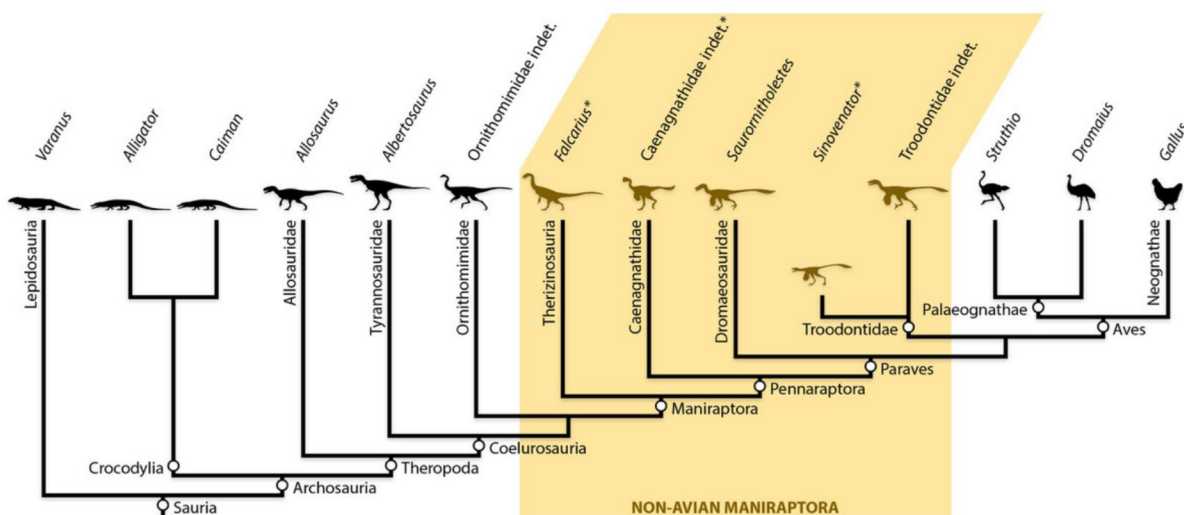 Varanus
Alligator
Caiman
Allosaurus
Albertosaurus
Ornithomimidae indet.
Falcarius*
Caenagnathidae indet.*
Saurornitholestes
Sinovenator*
Troodontidae indet.
Struthio
Dromaius
Gallus
Lepidosauria
Allosauridae
Tyrannosauridae
Ornithomimidae
Therizinosauria
Caenagnathidae
Dromaeosauridae
Neognathae
Palaeognathae
Troodontidae
Aves
Paraves
Pennaraptora
Maniraptora
Coelurosauria
Crocodylia
Theropoda
Archosauria
Sauria
NON-AVIAN MANIRAPTORA